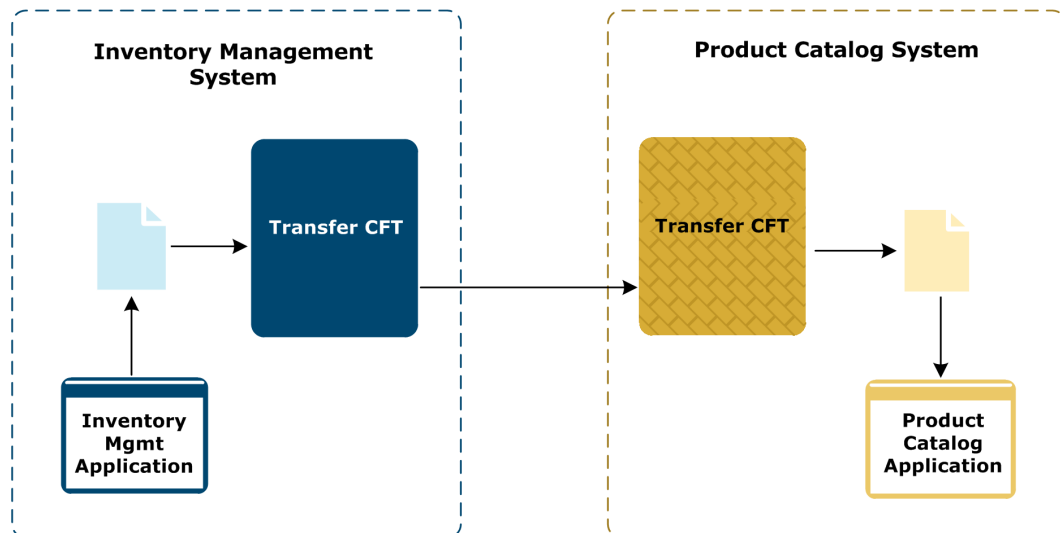 Inventory Management
System
Product Catalog System
Transfer CFT
Transfer CFT
Inventory
Mgmt
Application
Product
Catalog
Application